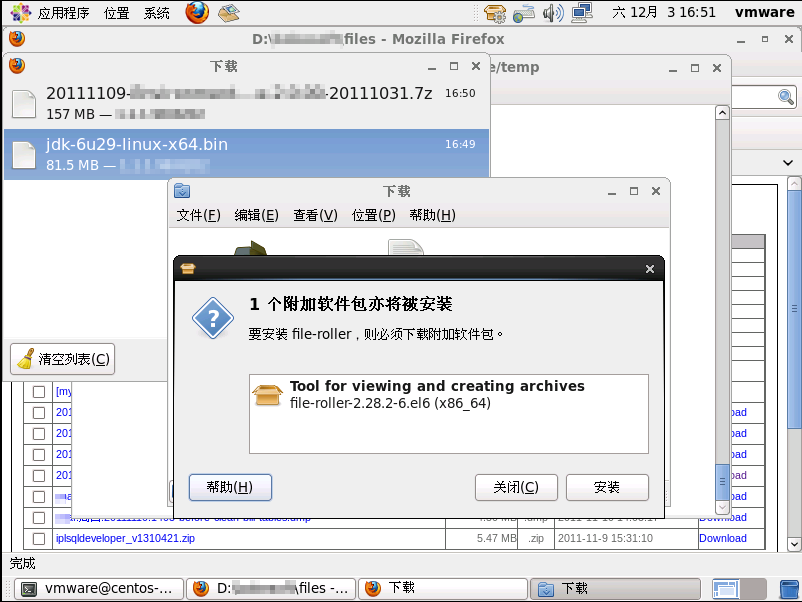 应用程序 位置 系统 六 12月 3 16:51 vmware
D:\ \files - Mozilla Firefox
下载
e/temp
20111109- -20111031.7z 16:50
157 MB —
jdk-6u29-linux-x64.bin 16:49
81.5 MB —
下载
文件(F) 编辑(E) 查看(V) 位置(P) 帮助(H)
1 个附加软件包亦将被安装
要安装 file-roller，则必须下载附加软件包。
Tool for viewing and creating archives
file-roller-2.28.2-6.el6 (x86_64)
帮助(H) 关闭(C) 安装
清空列表(C)
[my
201 oad
201 oad
201 oad
201 oad
oad
Download
iplsqldeveloper_v1310421.zip 5.47 MB .zip 2011-11-9 15:31:10 Download
完成
vmware@centos-... D:\ \files -... 下载 下载